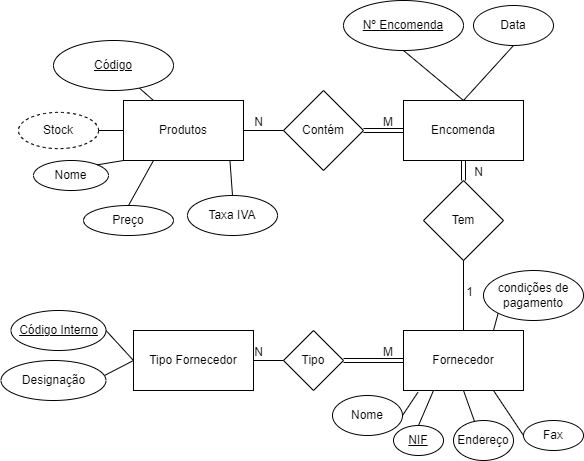 Nº Encomenda
Data
Código
Stock
Produtos
N
Contém
M
Encomenda
Nome
N
Preço
Taxa IVA
Tem
condições de
pagamento
1
Código Interno
Tipo Fornecedor
N
Tipo
M
Fornecedor
Designação
Nome
NIF
Endereço
Fax